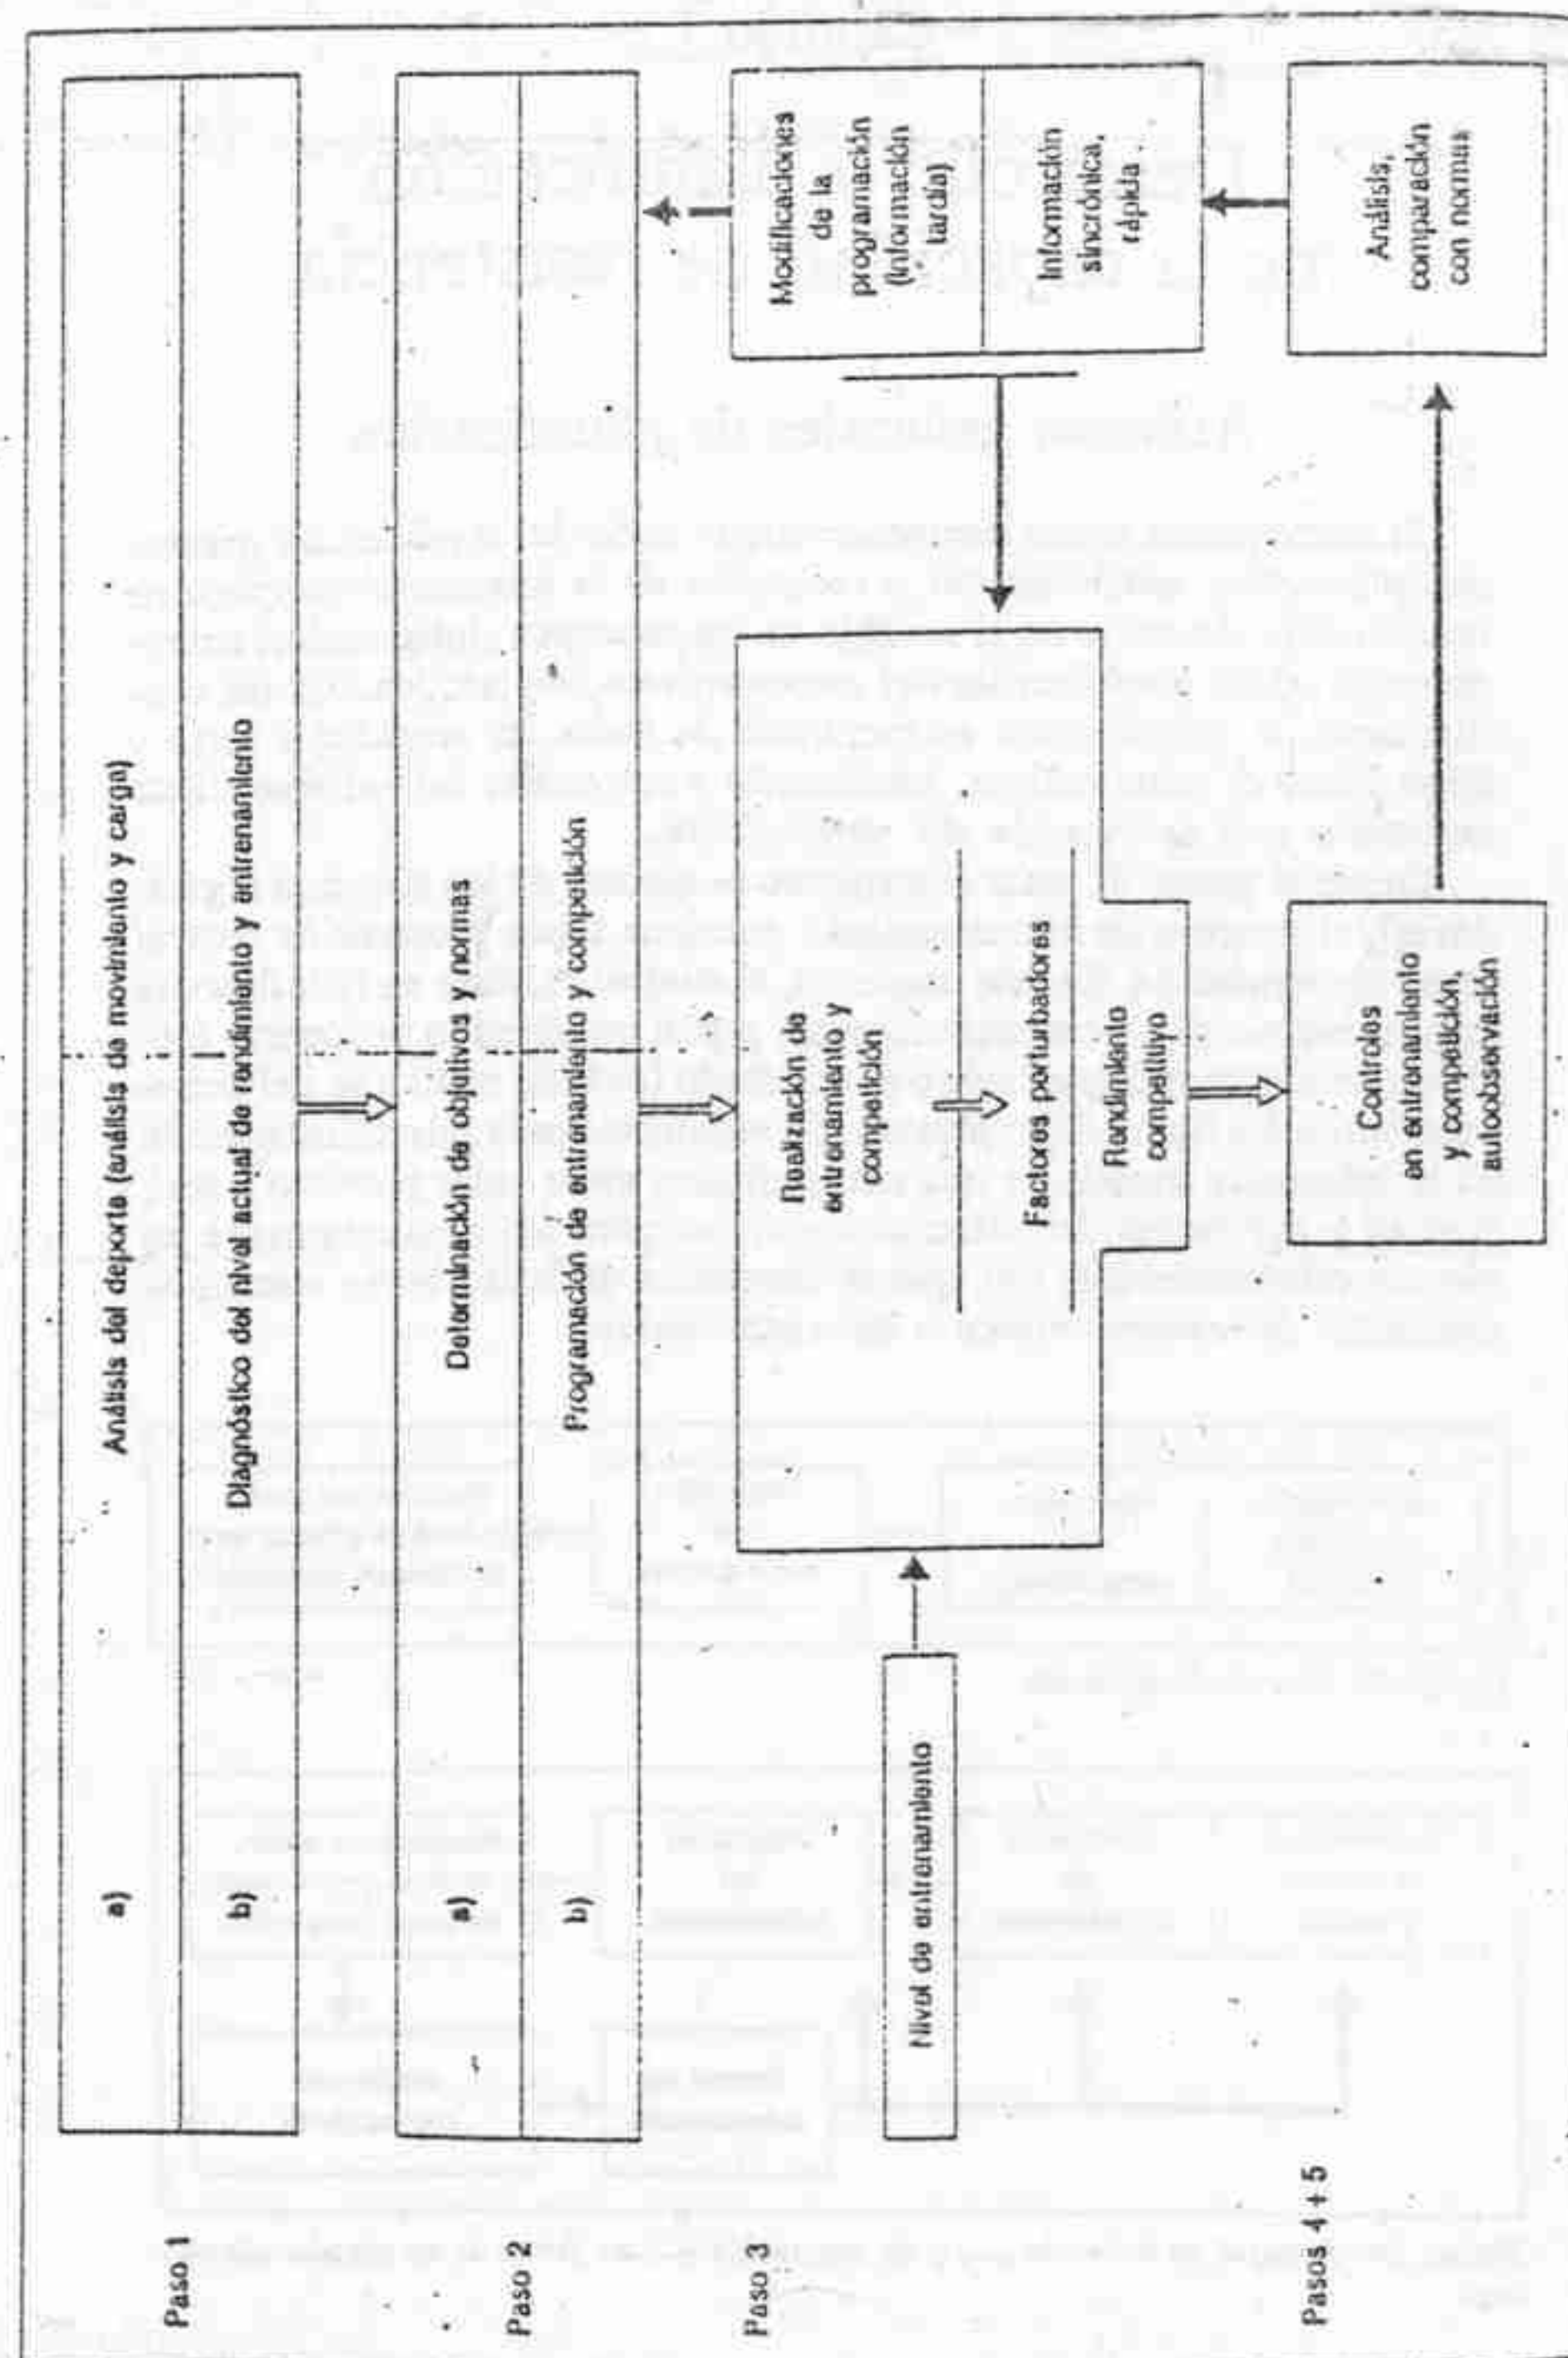 Paso 1
a)
Análisis del deporte (análisis de movimiento y carga)
b)
Diagnóstico del nivel actual de rendimiento y entrenamiento
Paso 2
a)
Determinación de objetivos y normas
b)
Programación de entrenamiento y competición
Paso 3
Nivel de entrenamiento
Realización de
entrenamiento y
competición
Factores perturbadores
Rendimiento
competitivo
Modificaciones
de la
programación
(Información
tardía)
Información
sincrónica,
rápida
Pasos 4 + 5
Controles
en entrenamiento
y competición,
autoobservación
Análisis,
comparación
con normas